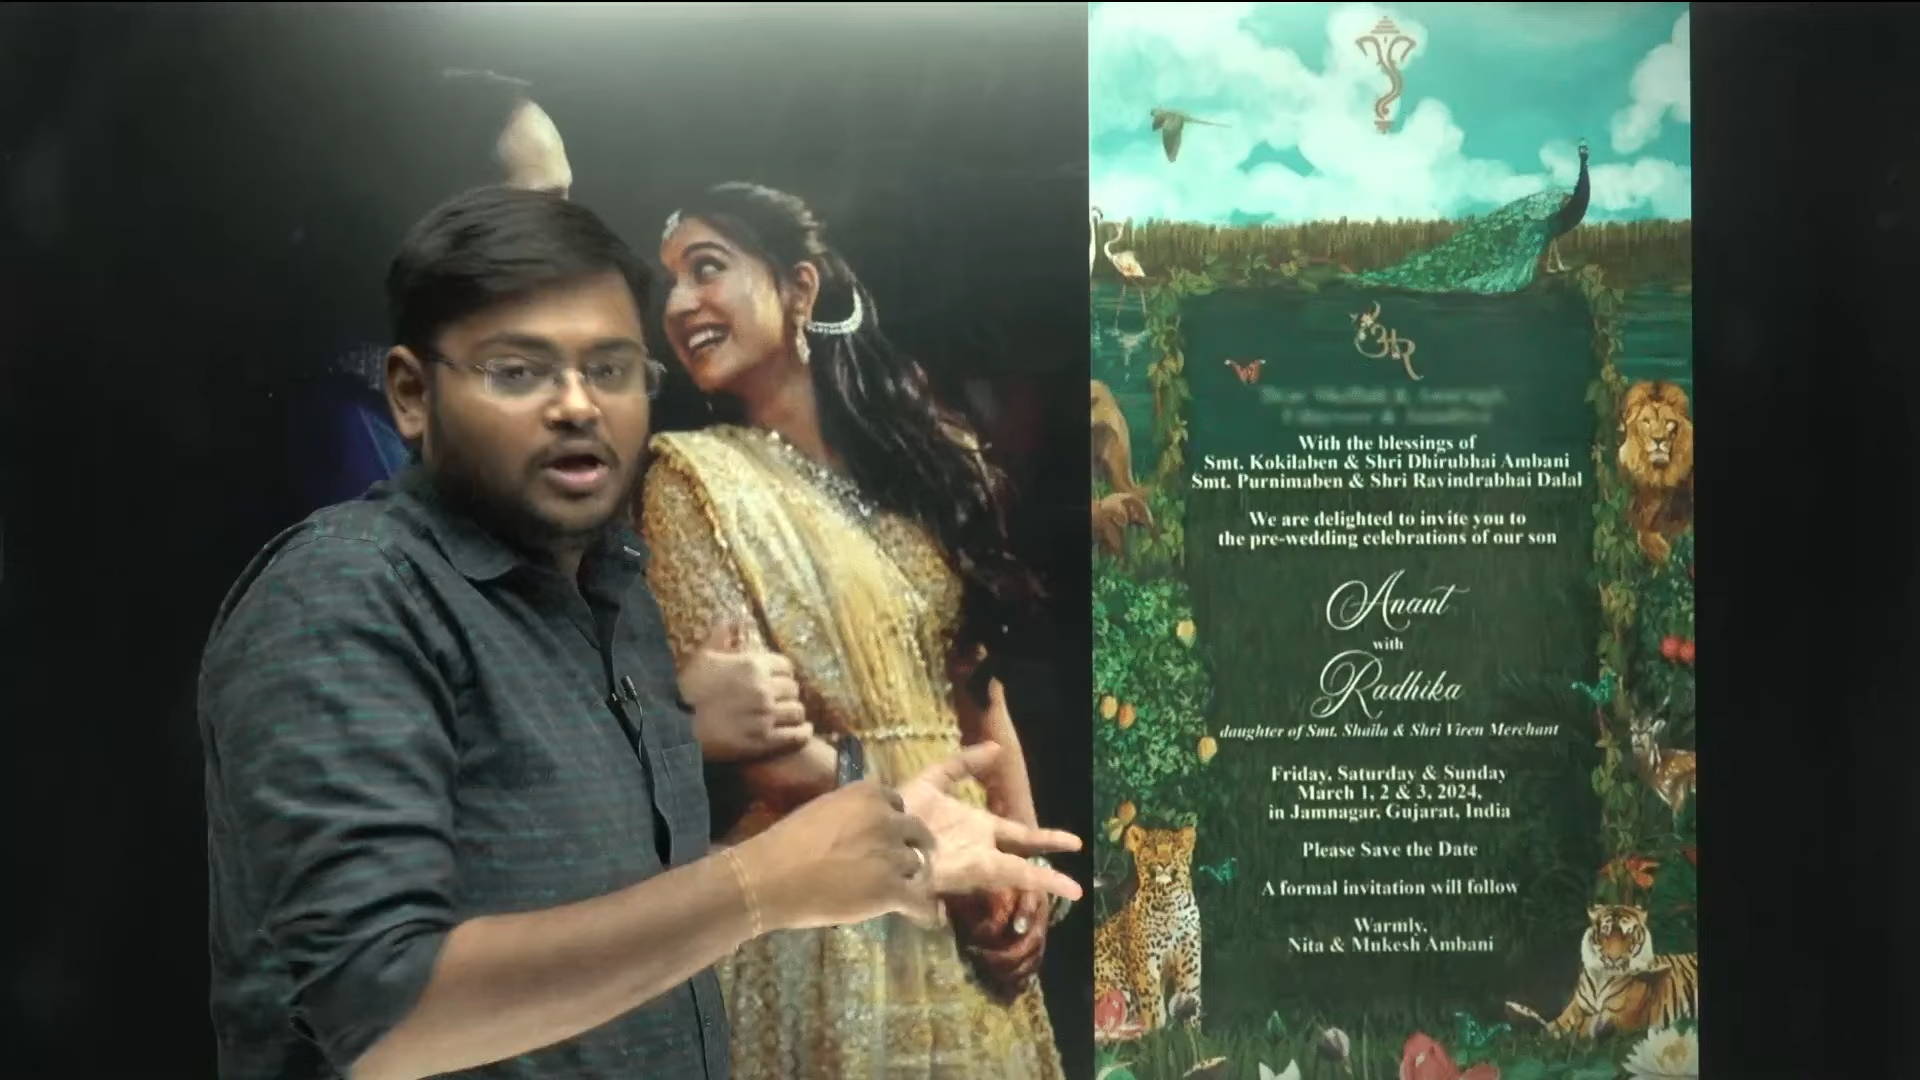 With the blessings of
Smt. Kokilaben & Shri Dhirubhai Ambani
Smt. Purnimaben & Shri Ravindrabhai Dalal
We are delighted to invite you to
the pre-wedding celebrations of our son
Anant
with
Radhika
daughter of Smt. Shaila & Shri Viren Merchant
Friday, Saturday & Sunday
March 1, 2 & 3, 2024,
in Jamnagar, Gujarat, India
Please Save the Date
A formal invitation will follow
Warmly,
Nita & Mukesh Ambani